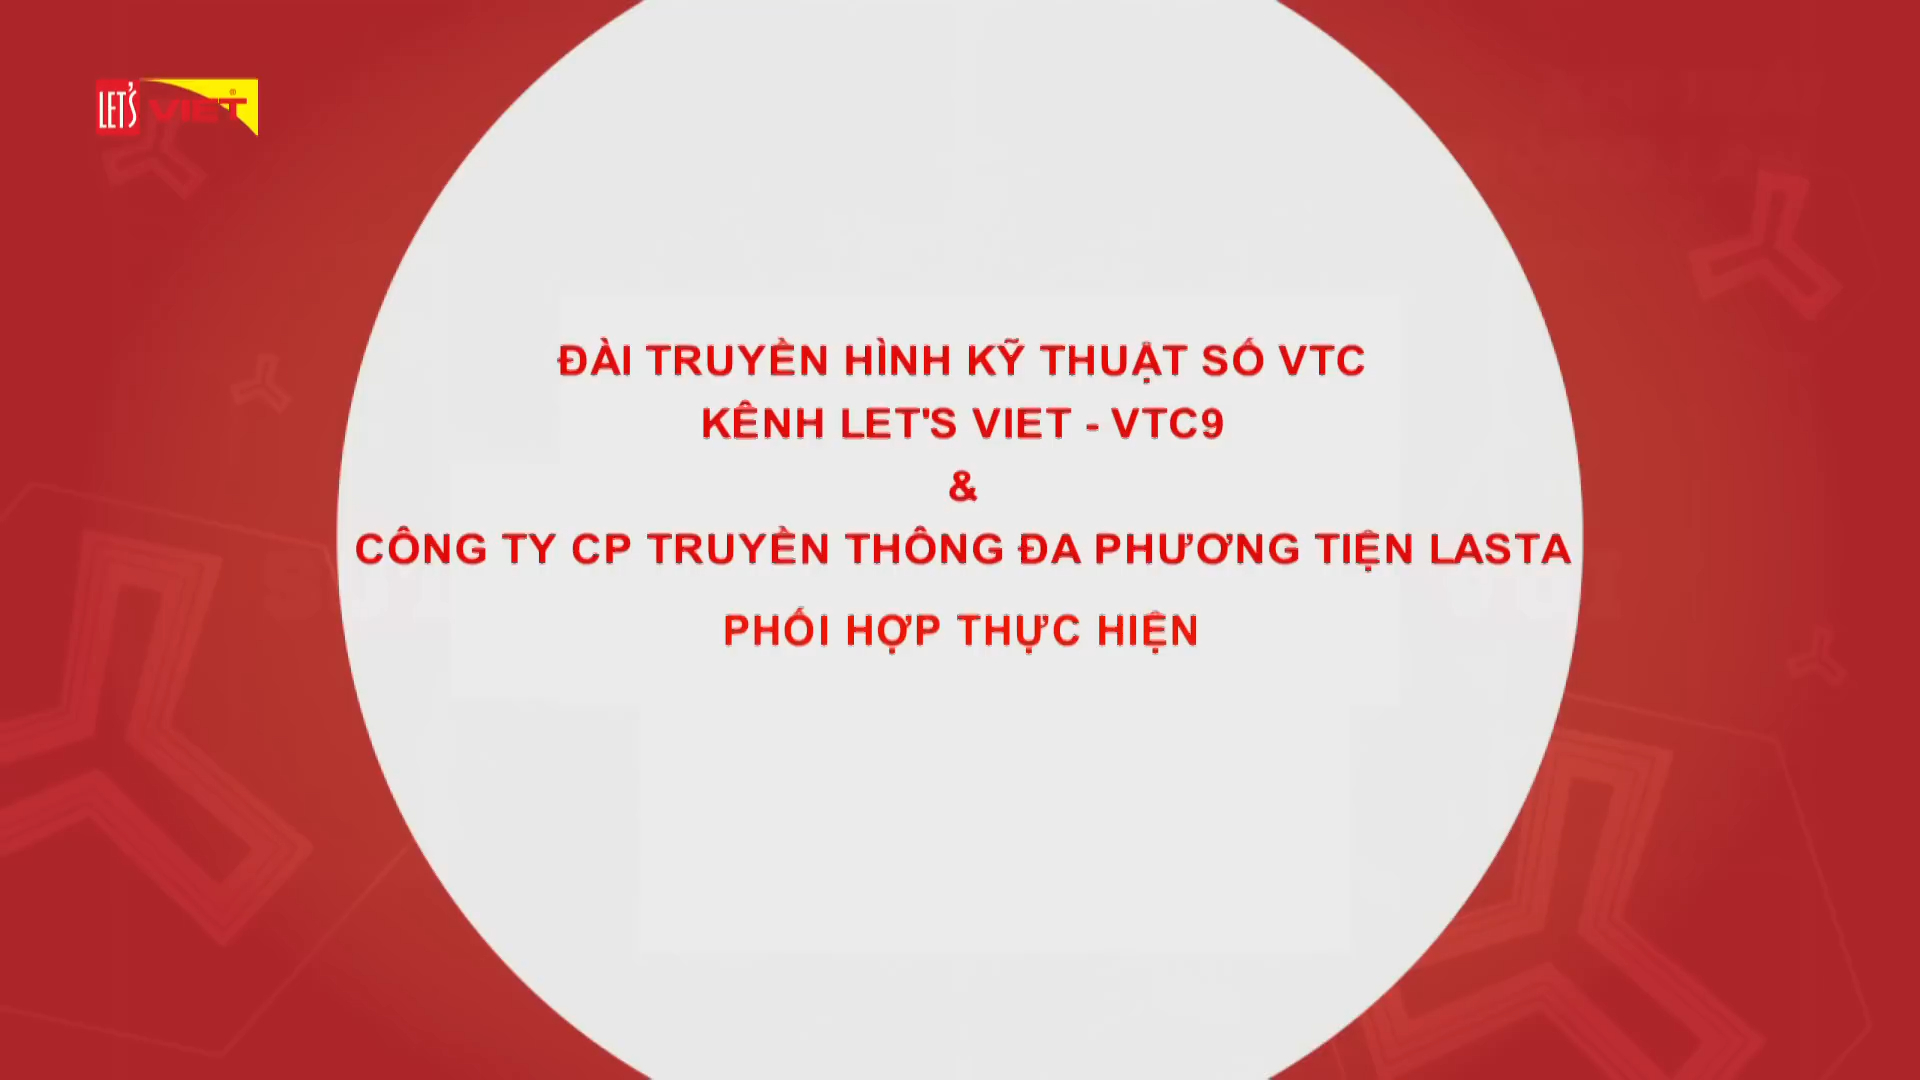 LET'S VIET®
ĐÀI TRUYỀN HÌNH KỸ THUẬT SỐ VTC
KÊNH LET'S VIET - VTC9
&
CÔNG TY CP TRUYỀN THÔNG ĐA PHƯƠNG TIỆN LASTA
PHỐI HỢP THỰC HIỆN